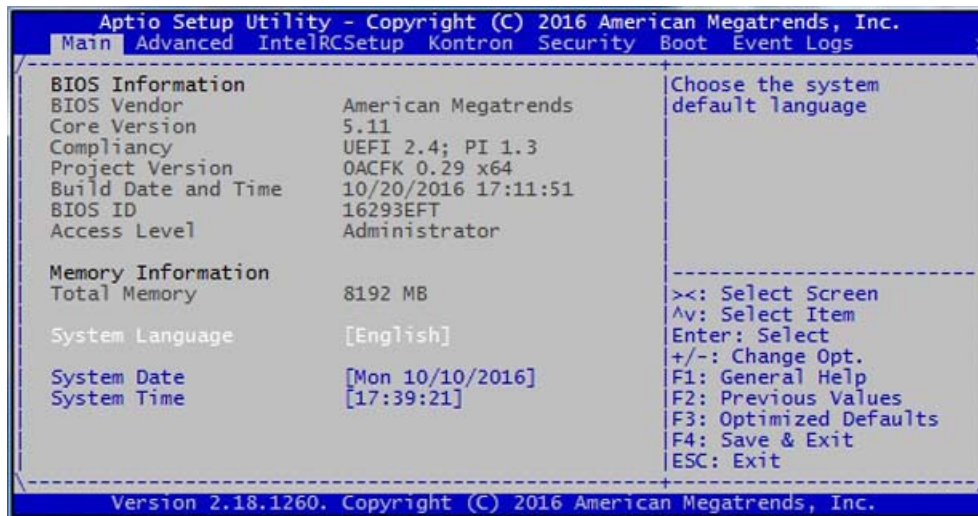 Aptio Setup Utility - Copyright (C) 2016 American Megatrends, Inc.
Main Advanced IntelRCSetup Kontron Security Boot Event Logs
BIOS Information
BIOS Vendor American Megatrends
Core Version 5.11
Compliancy UEFI 2.4; PI 1.3
Project Version 0ACFK 0.29 x64
Build Date and Time 10/20/2016 17:11:51
BIOS ID 16293EFT
Access Level Administrator
Memory Information
Total Memory 8192 MB
System Language [English]
System Date [Mon 10/10/2016]
System Time [17:39:21]
Choose the system
default language
><: Select Screen
^v: Select Item
Enter: Select
+/-: Change Opt.
F1: General Help
F2: Previous Values
F3: Optimized Defaults
F4: Save & Exit
ESC: Exit
Version 2.18.1260. Copyright (C) 2016 American Megatrends, Inc.